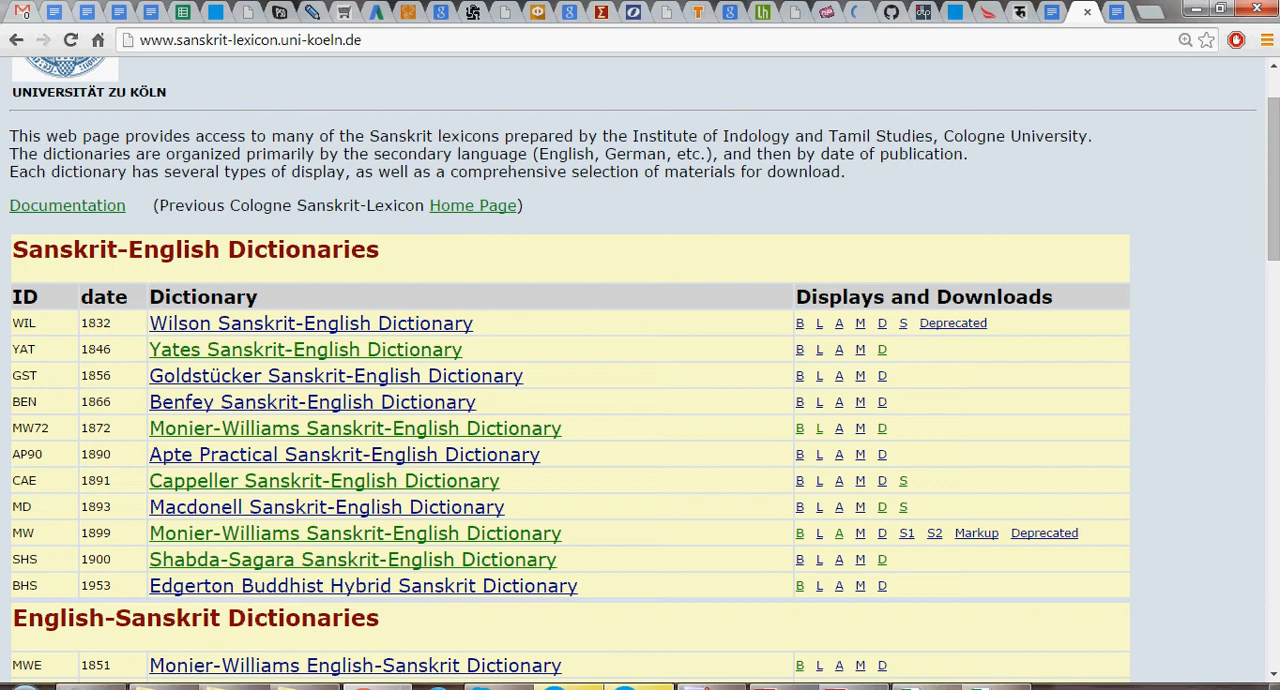 www.sanskrit-lexicon.uni-koeln.de
UNIVERSITÄT ZU KÖLN
This web page provides access to many of the Sanskrit lexicons prepared by the Institute of Indology and Tamil Studies, Cologne University.
The dictionaries are organized primarily by the secondary language (English, German, etc.), and then by date of publication.
Each dictionary has several types of display, as well as a comprehensive selection of materials for download.
Documentation (Previous Cologne Sanskrit-Lexicon Home Page)
Sanskrit-English Dictionaries
ID date Dictionary Displays and Downloads
WIL 1832 Wilson Sanskrit-English Dictionary B L A M D S Deprecated
YAT 1846 Yates Sanskrit-English Dictionary B L A M D
GST 1856 Goldstücker Sanskrit-English Dictionary B L A M D
BEN 1866 Benfey Sanskrit-English Dictionary B L A M D
MW72 1872 Monier-Williams Sanskrit-English Dictionary B L A M D
AP90 1890 Apte Practical Sanskrit-English Dictionary B L A M D
CAE 1891 Cappeller Sanskrit-English Dictionary B L A M D S
MD 1893 Macdonell Sanskrit-English Dictionary B L A M D S
MW 1899 Monier-Williams Sanskrit-English Dictionary B L A M D S1 S2 Markup Deprecated
SHS 1900 Shabda-Sagara Sanskrit-English Dictionary B L A M D
BHS 1953 Edgerton Buddhist Hybrid Sanskrit Dictionary B L A M D
English-Sanskrit Dictionaries
MWE 1851 Monier-Williams English-Sanskrit Dictionary B L A M D